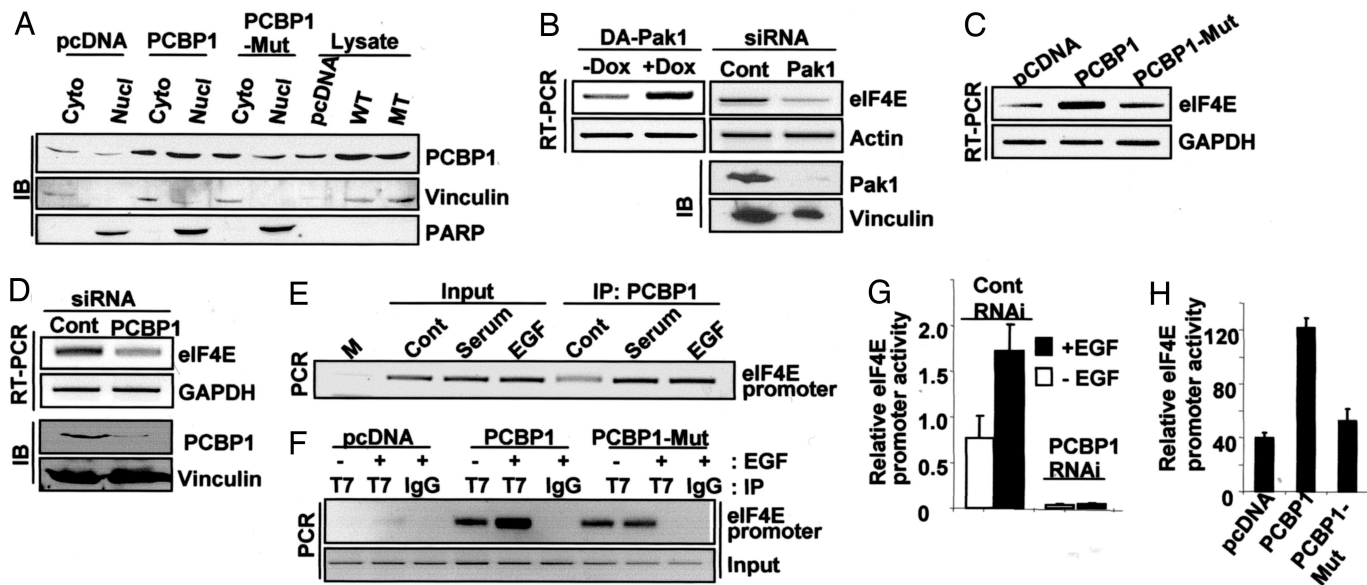 A
pcDNA PCBP1 PCBP1 -Mut Lysate
Cyto Nucl Cyto Nucl Cyto Nucl pcDNA WT MT
IB
PCBP1
Vinculin
PARP
B
DA-Pak1 siRNA
-Dox +Dox Cont Pak1
RT-PCR
eIF4E
Actin
IB
Pak1
Vinculin
C
pCDNA PCBP1 PCBP1-Mut
RT-PCR
eIF4E
GAPDH
D
siRNA
Cont PCBP1
RT-PCR
eIF4E
GAPDH
IB
PCBP1
Vinculin
E
Input IP: PCBP1
M Cont Serum EGF Cont Serum EGF
PCR
eIF4E
promoter
F
pcDNA PCBP1 PCBP1-Mut
- + + - + + - + + : EGF
T7 T7 IgG T7 T7 IgG T7 T7 IgG : IP
PCR
eIF4E
promoter
Input
G
Relative eIF4E
promoter activity
2.0
1.5
1.0
0.5
0
Cont
RNAi
+EGF
- EGF
PCBP1
RNAi
H
Relative eIF4E
promoter activity
120
80
40
0
pcDNA
PCBP1
PCBP1-
Mut